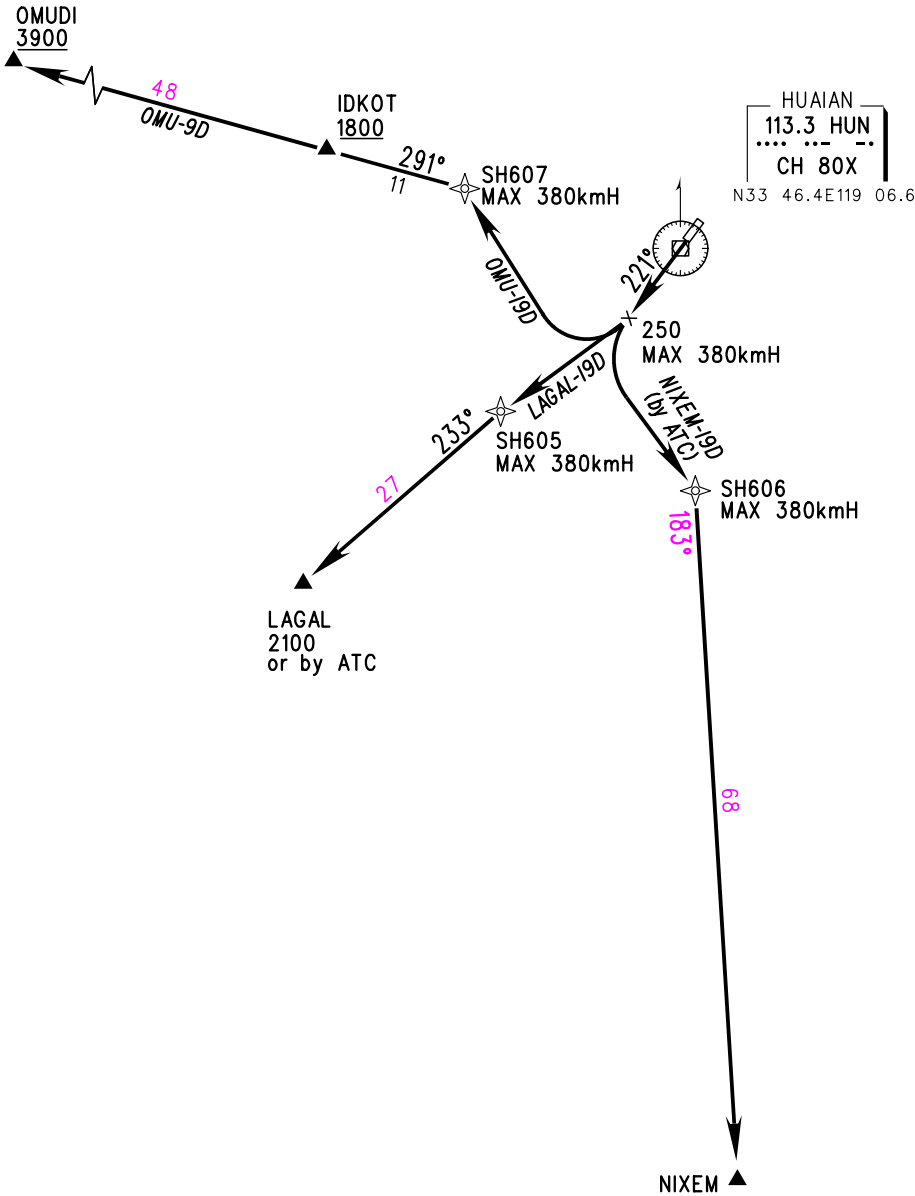 OMUDI
3900
48
OMU-9D
IDKOT
1800
291°
11
SH607
MAX 380kmH
HUAIAN
113.3 HUN
CH 80X
N33 46.4E119 06.6
221°
OMU-19D
250
MAX 380kmH
LAGAL-19D
NIXEM-19D
(by ATC)
233°
SH605
MAX 380kmH
27
SH606
MAX 380kmH
183°
LAGAL
2100
or by ATC
68
NIXEM